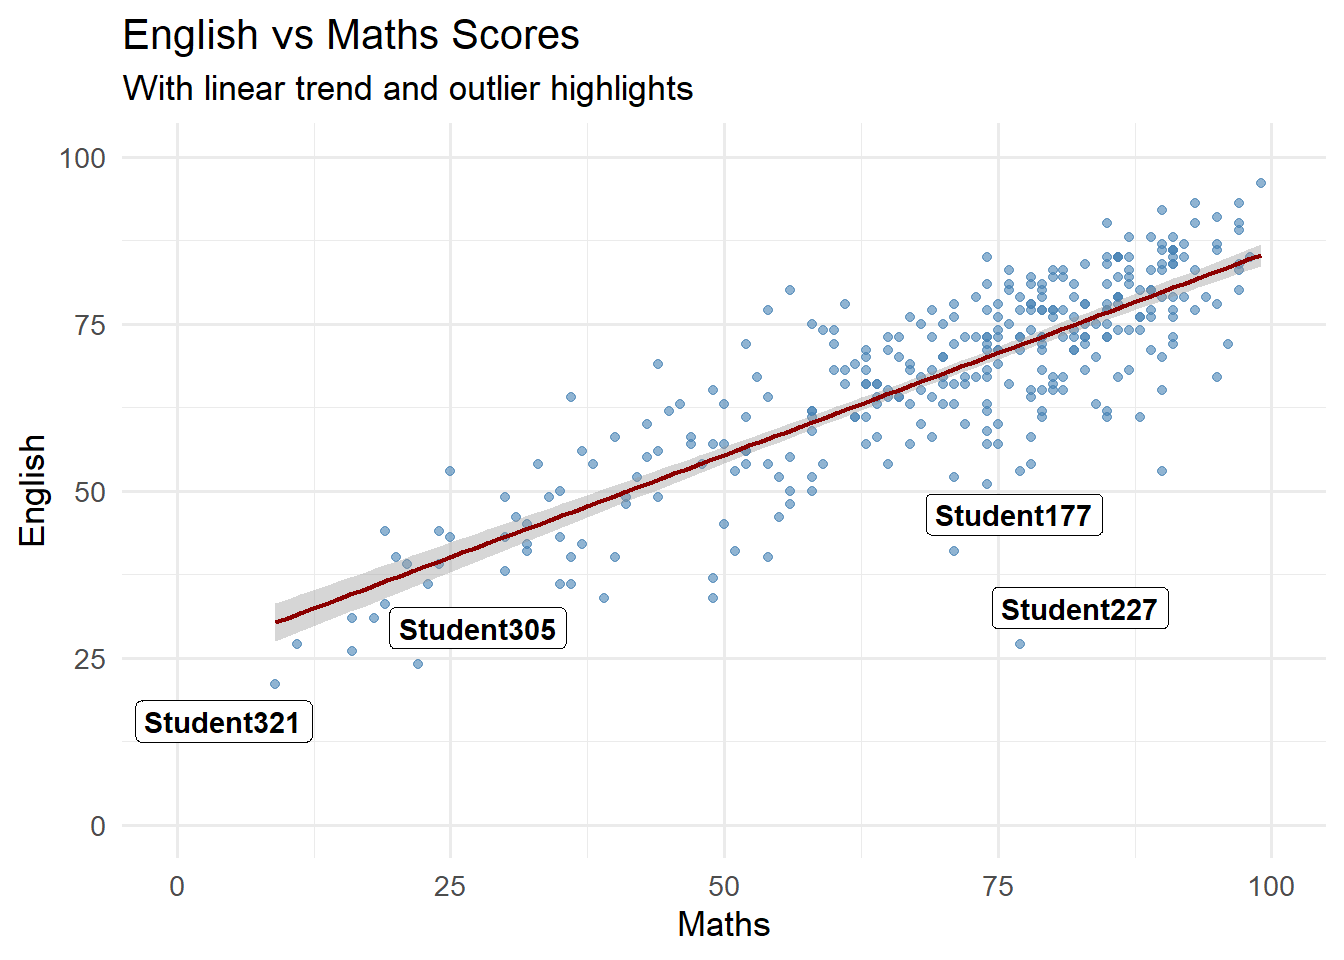 English vs Maths Scores
With linear trend and outlier highlights
100
75
50
25
0
English
Student177
Student227
Student305
Student321
0 25 50 75 100
Maths